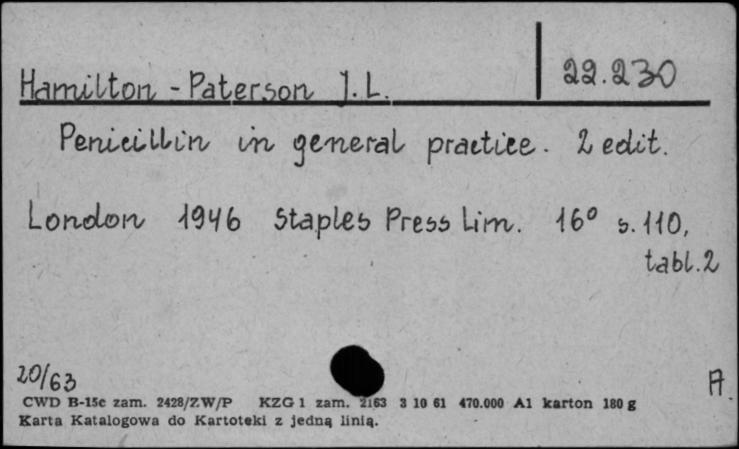 Hamilton - Paterson J. L. 22.230
Penicillin in general practice. 2 edit.
London 1946 Staples Press Lim. 16° s. 110,
tabl. 2
20/63 A
CWD B-15c zam. 2428/ZW/P KZG 1 zam. 2163 3 10 61 470.000 A1 karton 180 g
Karta Katalogowa do Kartoteki z jedną linią.